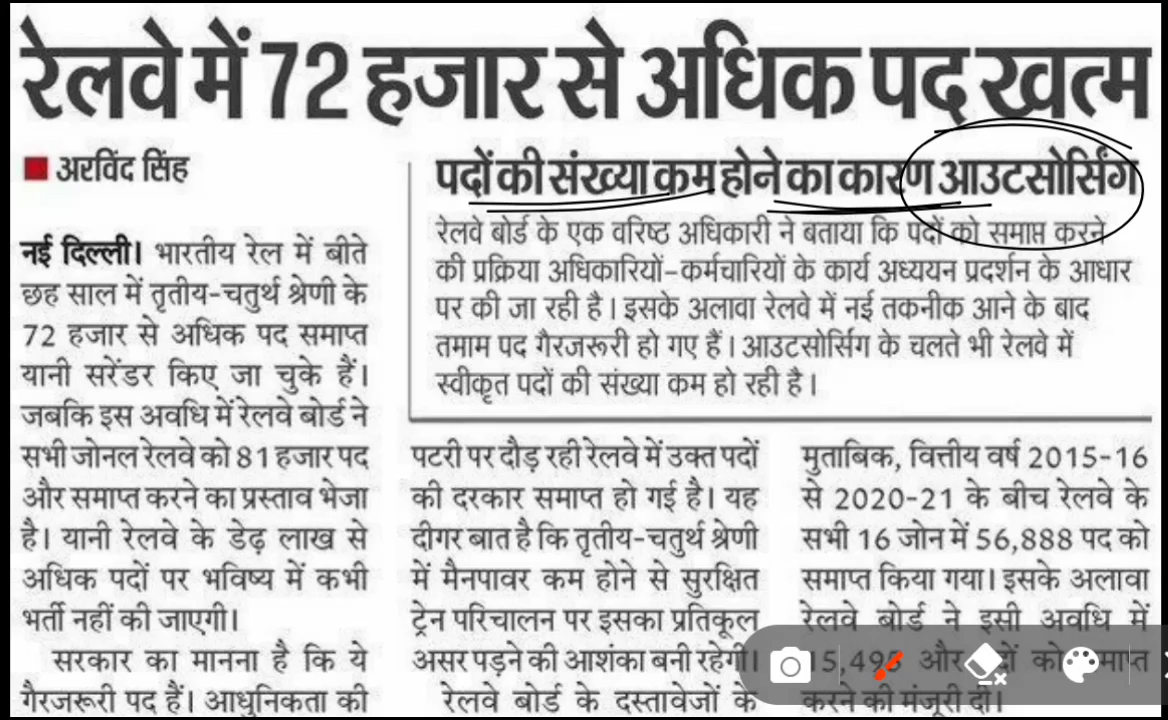 रेलवे में 72 हजार से अधिक पद खत्म
■ अरविंद सिंह
नई दिल्ली। भारतीय रेल में बीते
छह साल में तृतीय-चतुर्थ श्रेणी के
72 हजार से अधिक पद समाप्त
यानी सरेंडर किए जा चुके हैं।
जबकि इस अवधि में रेलवे बोर्ड ने
सभी जोनल रेलवे को 81 हजार पद
और समाप्त करने का प्रस्ताव भेजा
है। यानी रेलवे के डेढ़ लाख से
अधिक पदों पर भविष्य में कभी
भर्ती नहीं की जाएगी।
सरकार का मानना है कि ये
गैरजरूरी पद हैं। आधुनिकता की
पदों की संख्या कम होने का कारण आउटसोर्सिंग
रेलवे बोर्ड के एक वरिष्ठ अधिकारी ने बताया कि पदों को समाप्त करने
की प्रक्रिया अधिकारियों-कर्मचारियों के कार्य अध्ययन प्रदर्शन के आधार
पर की जा रही है। इसके अलावा रेलवे में नई तकनीक आने के बाद
तमाम पद गैरजरूरी हो गए हैं। आउटसोर्सिंग के चलते भी रेलवे में
स्वीकृत पदों की संख्या कम हो रही है।
पटरी पर दौड़ रही रेलवे में उक्त पदों
की दरकार समाप्त हो गई है। यह
दीगर बात है कि तृतीय-चतुर्थ श्रेणी
में मैनपावर कम होने से सुरक्षित
ट्रेन परिचालन पर इसका प्रतिकूल
असर पड़ने की आशंका बनी रहेगी।
रेलवे बोर्ड के दस्तावेजों के
मुताबिक, वित्तीय वर्ष 2015-16
से 2020-21 के बीच रेलवे के
सभी 16 जोन में 56,888 पद को
समाप्त किया गया। इसके अलावा
रेलवे बोर्ड ने इसी अवधि में
और को समाप्त
करने की मंजूरी दी।